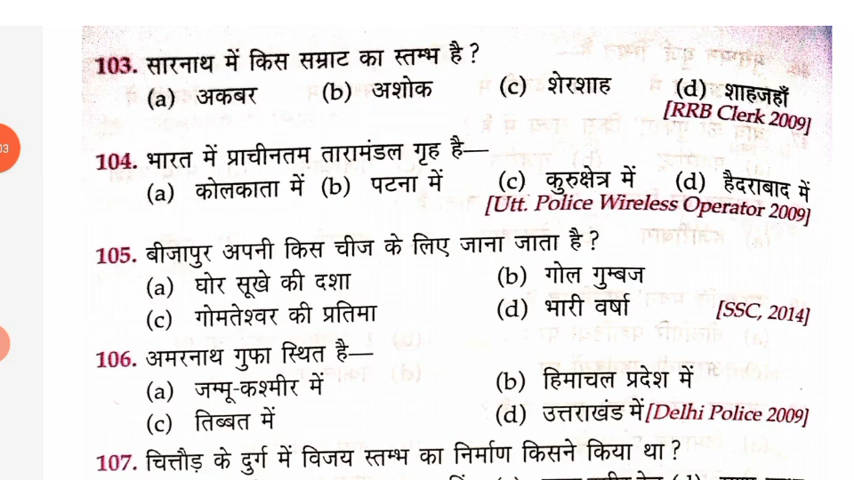 103. सारनाथ में किस सम्राट का स्तम्भ है ?
(a) अकबर (b) अशोक (c) शेरशाह (d) शाहजहाँ
[RRB Clerk 2009]
104. भारत में प्राचीनतम तारामंडल गृह है—
(a) कोलकाता में (b) पटना में (c) कुरुक्षेत्र में (d) हैदराबाद में
[Utt. Police Wireless Operator 2009]
105. बीजापुर अपनी किस चीज के लिए जाना जाता है ?
(a) घोर सूखे की दशा (b) गोल गुम्बज
(c) गोमतेश्वर की प्रतिमा (d) भारी वर्षा [SSC, 2014]
106. अमरनाथ गुफा स्थित है—
(a) जम्मू-कश्मीर में (b) हिमाचल प्रदेश में
(c) तिब्बत में (d) उत्तराखंड में [Delhi Police 2009]
107. चित्तौड़ के दुर्ग में विजय स्तम्भ का निर्माण किसने किया था ?